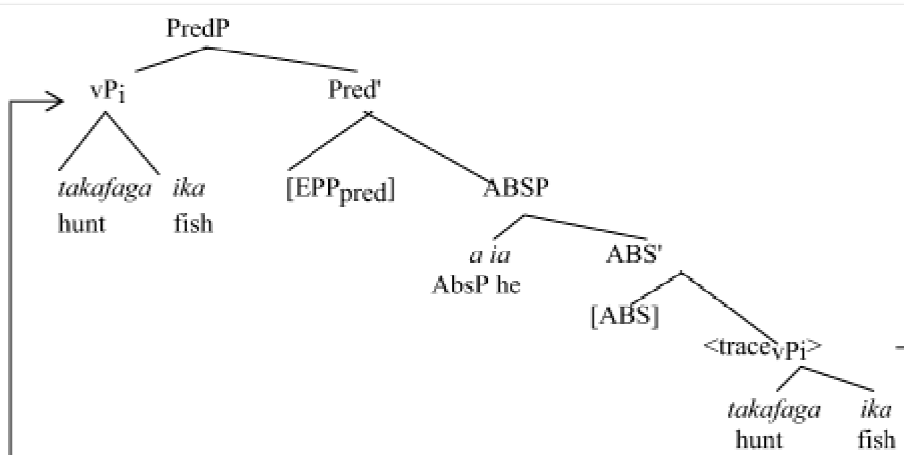 PredP
vPi Pred'
takafaga ika [EPPpred] ABSP
hunt fish
a ia ABS'
AbsP he
[ABS]
<tracevPi>
takafaga ika
hunt fish